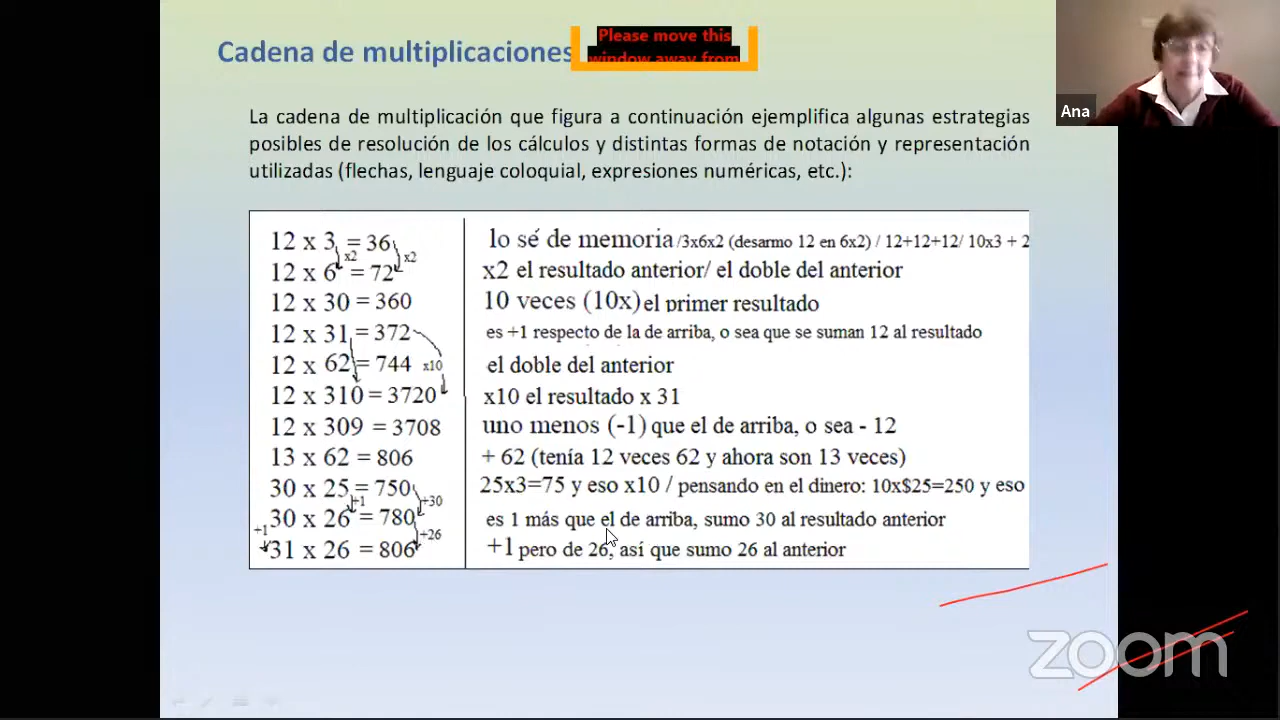 Cadena de multiplicaciones
Please move this
window away from
Ana
La cadena de multiplicación que figura a continuación ejemplifica algunas estrategias
posibles de resolución de los cálculos y distintas formas de notación y representación
utilizadas (flechas, lenguaje coloquial, expresiones numéricas, etc.):
12 x 3 = 36 lo sé de memoria /3x6x2 (desarmo 12 en 6x2) / 12+12+12/ 10x3 + 2
x2 x2
12 x 6 = 72 x2 el resultado anterior/ el doble del anterior
12 x 30 = 360 10 veces (10x) el primer resultado
12 x 31 = 372 es +1 respecto de la de arriba, o sea que se suman 12 al resultado
12 x 62 = 744 x10 el doble del anterior
12 x 310 = 3720 x10 el resultado x 31
12 x 309 = 3708 uno menos (-1) que el de arriba, o sea - 12
13 x 62 = 806 + 62 (tenía 12 veces 62 y ahora son 13 veces)
30 x 25 = 750 25x3=75 y eso x10 / pensando en el dinero: 10x$25=250 y eso
+1 +30
30 x 26 = 780 es 1 más que el de arriba, sumo 30 al resultado anterior
+1 +26
31 x 26 = 806 +1 pero de 26, así que sumo 26 al anterior
zoom